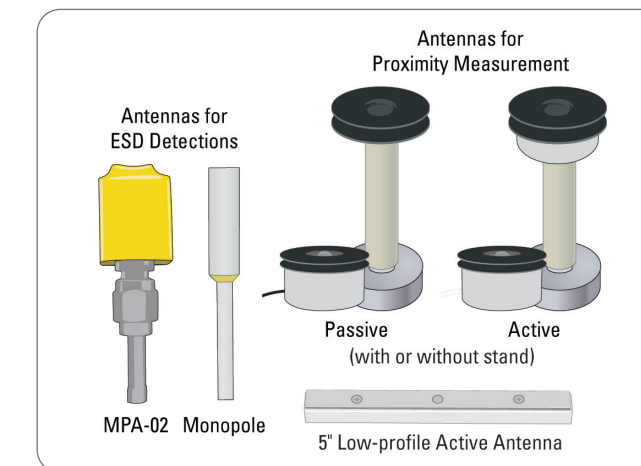 Antennas for
ESD Detections
MPA-02 Monopole
Antennas for
Proximity Measurement
Passive Active
(with or without stand)
5" Low-profile Active Antenna